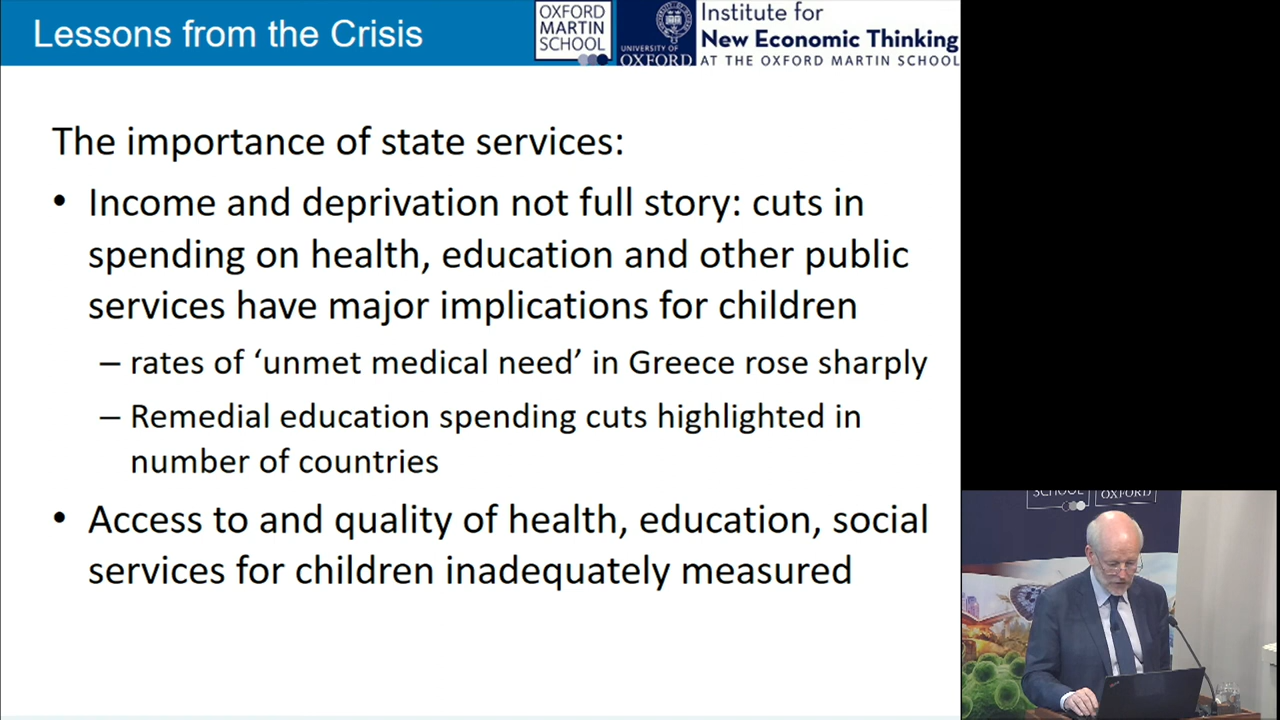 Lessons from the Crisis
OXFORD
MARTIN
SCHOOL
UNIVERSITY OF
OXFORD
Institute for
New Economic Thinking
AT THE OXFORD MARTIN SCHOOL
The importance of state services:
• Income and deprivation not full story: cuts in
spending on health, education and other public
services have major implications for children
– rates of ‘unmet medical need’ in Greece rose sharply
– Remedial education spending cuts highlighted in
number of countries
• Access to and quality of health, education, social
services for children inadequately measured
SCHOOL
OXFORD